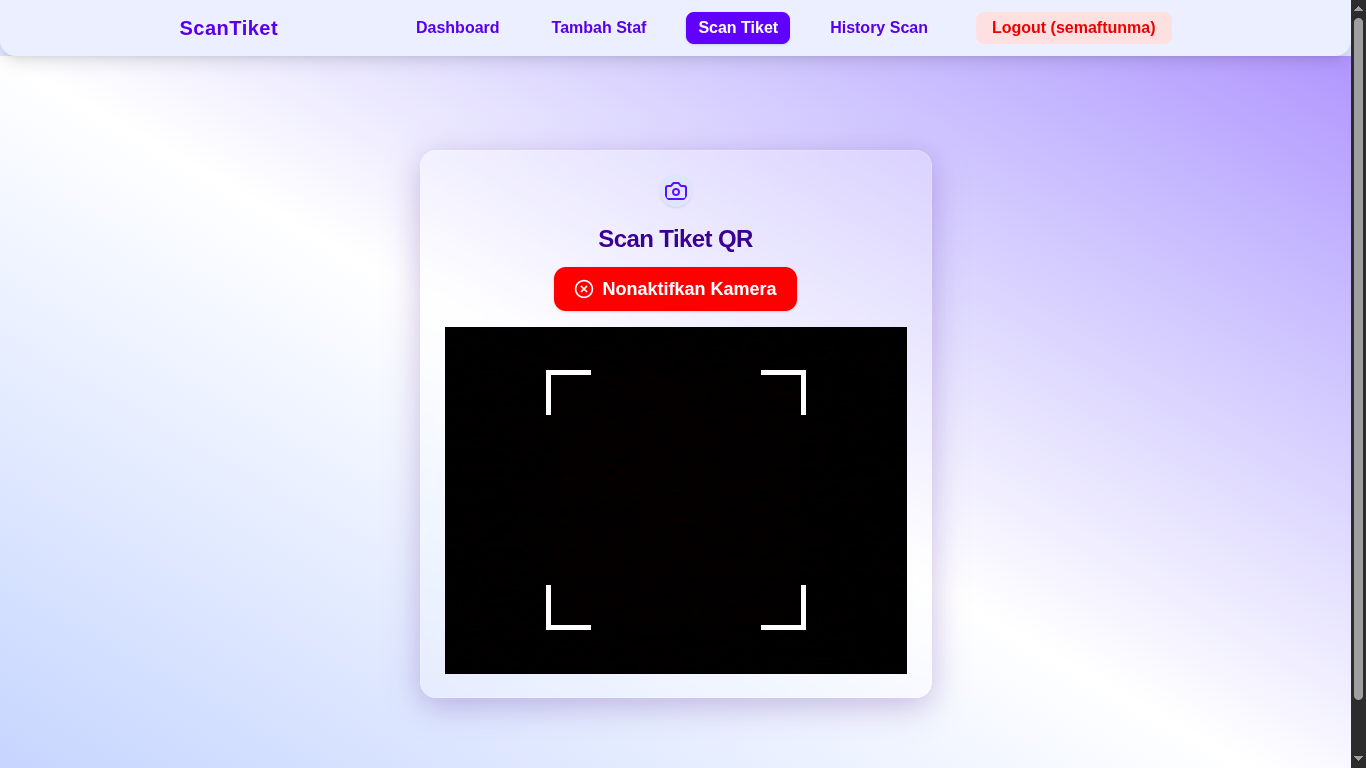 ScanTiket
Dashboard
Tambah Staf
Scan Tiket
History Scan
Logout (semaftunma)
Scan Tiket QR
Nonaktifkan Kamera